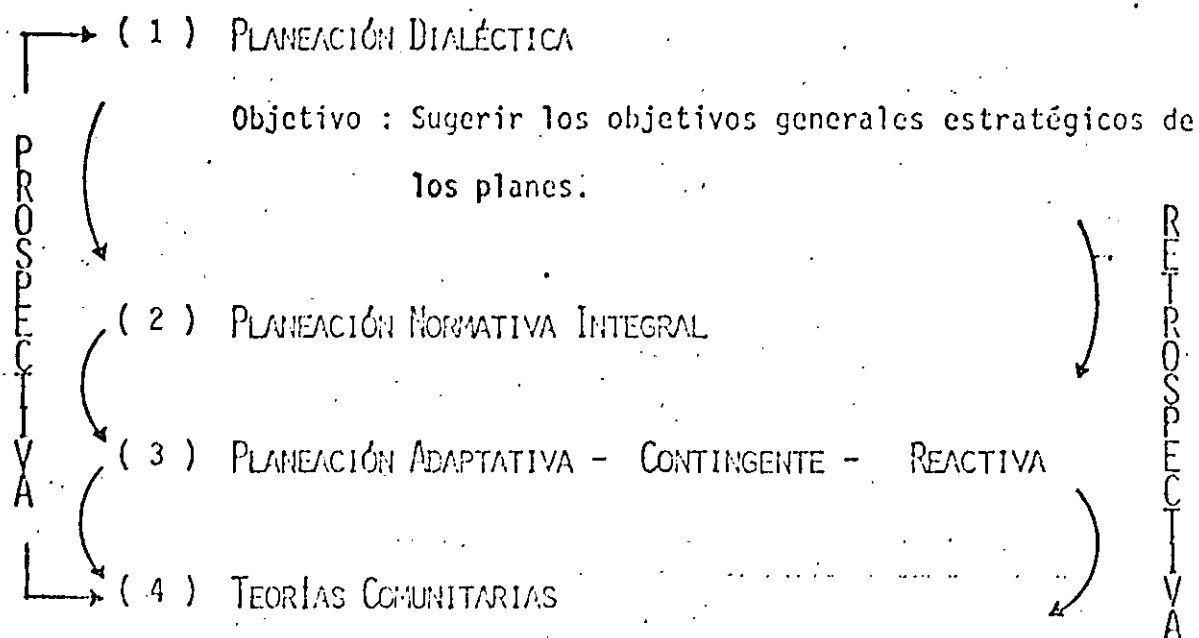 ( 1 ) PLANEACIÓN DIALÉCTICA
Objetivo : Sugerir los objetivos generales estratégicos de
los planes.
PROSPECTIVA
RETROSPECTIVA
( 2 ) PLANEACIÓN NORMATIVA INTEGRAL
( 3 ) PLANEACIÓN ADAPTATIVA - CONTINGENTE - REACTIVA
( 4 ) TEORÍAS COMUNITARIAS